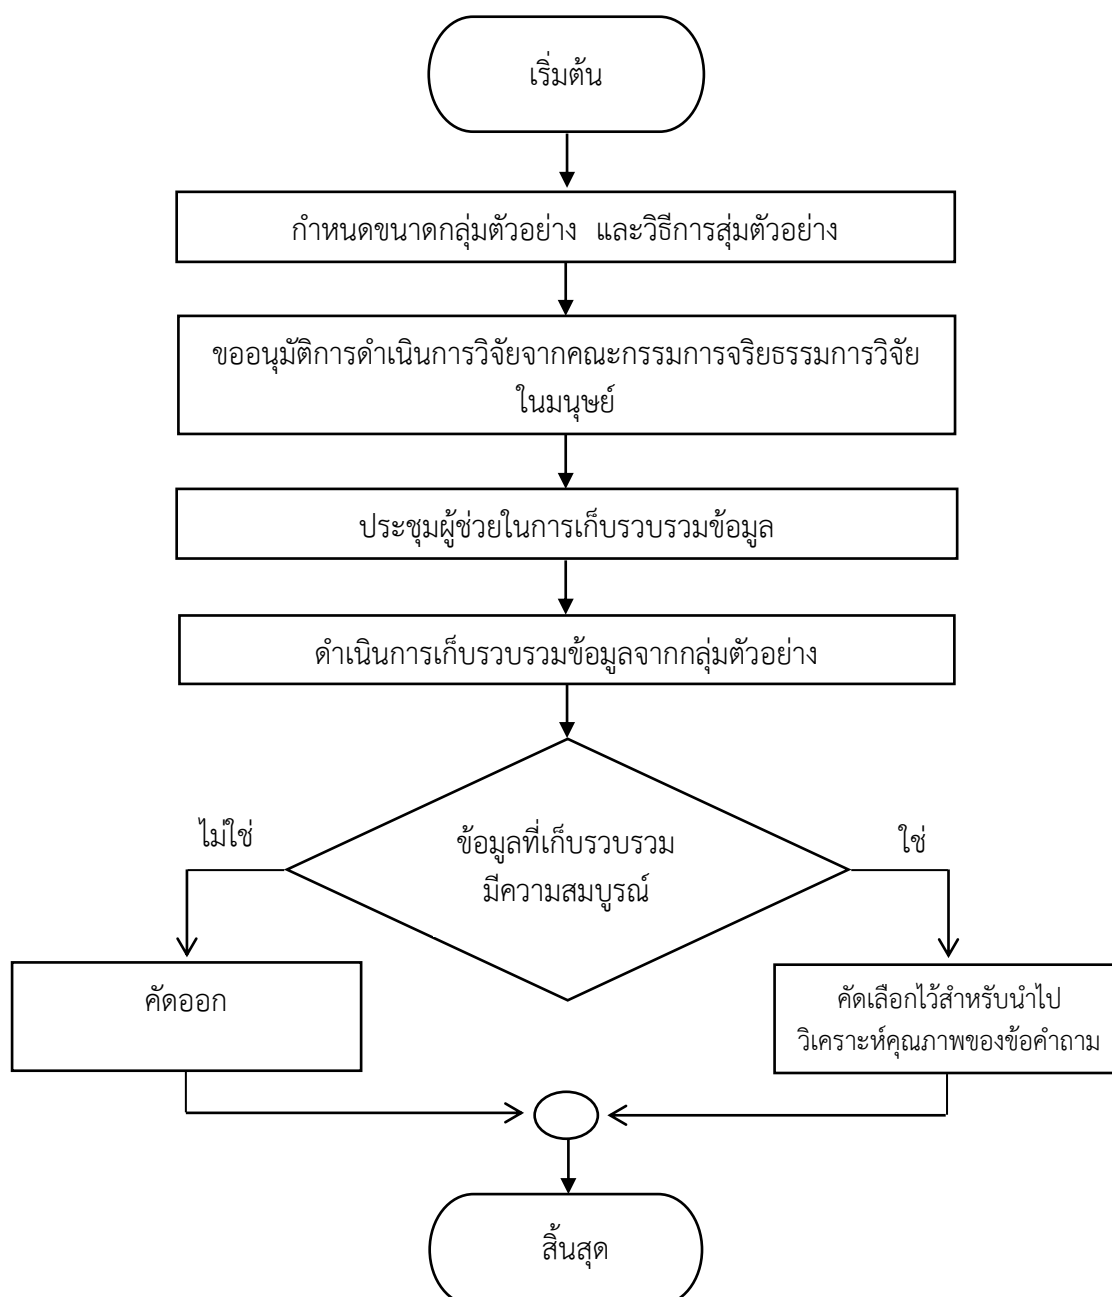 เริ่มต้น
กำหนดขนาดกลุ่มตัวอย่าง และวิธีการสุ่มตัวอย่าง
ขออนุมัติการดำเนินการวิจัยจากคณะกรรมการจริยธรรมการวิจัย
ในมนุษย์
ประชุมผู้ช่วยในการเก็บรวบรวมข้อมูล
ดำเนินการเก็บรวบรวมข้อมูลจากกลุ่มตัวอย่าง
ข้อมูลที่เก็บรวบรวม
มีความสมบูรณ์
ไม่ใช่
ใช่
คัดออก
คัดเลือกไว้สำหรับนำไป
วิเคราะห์คุณภาพของข้อคำถาม
สิ้นสุด